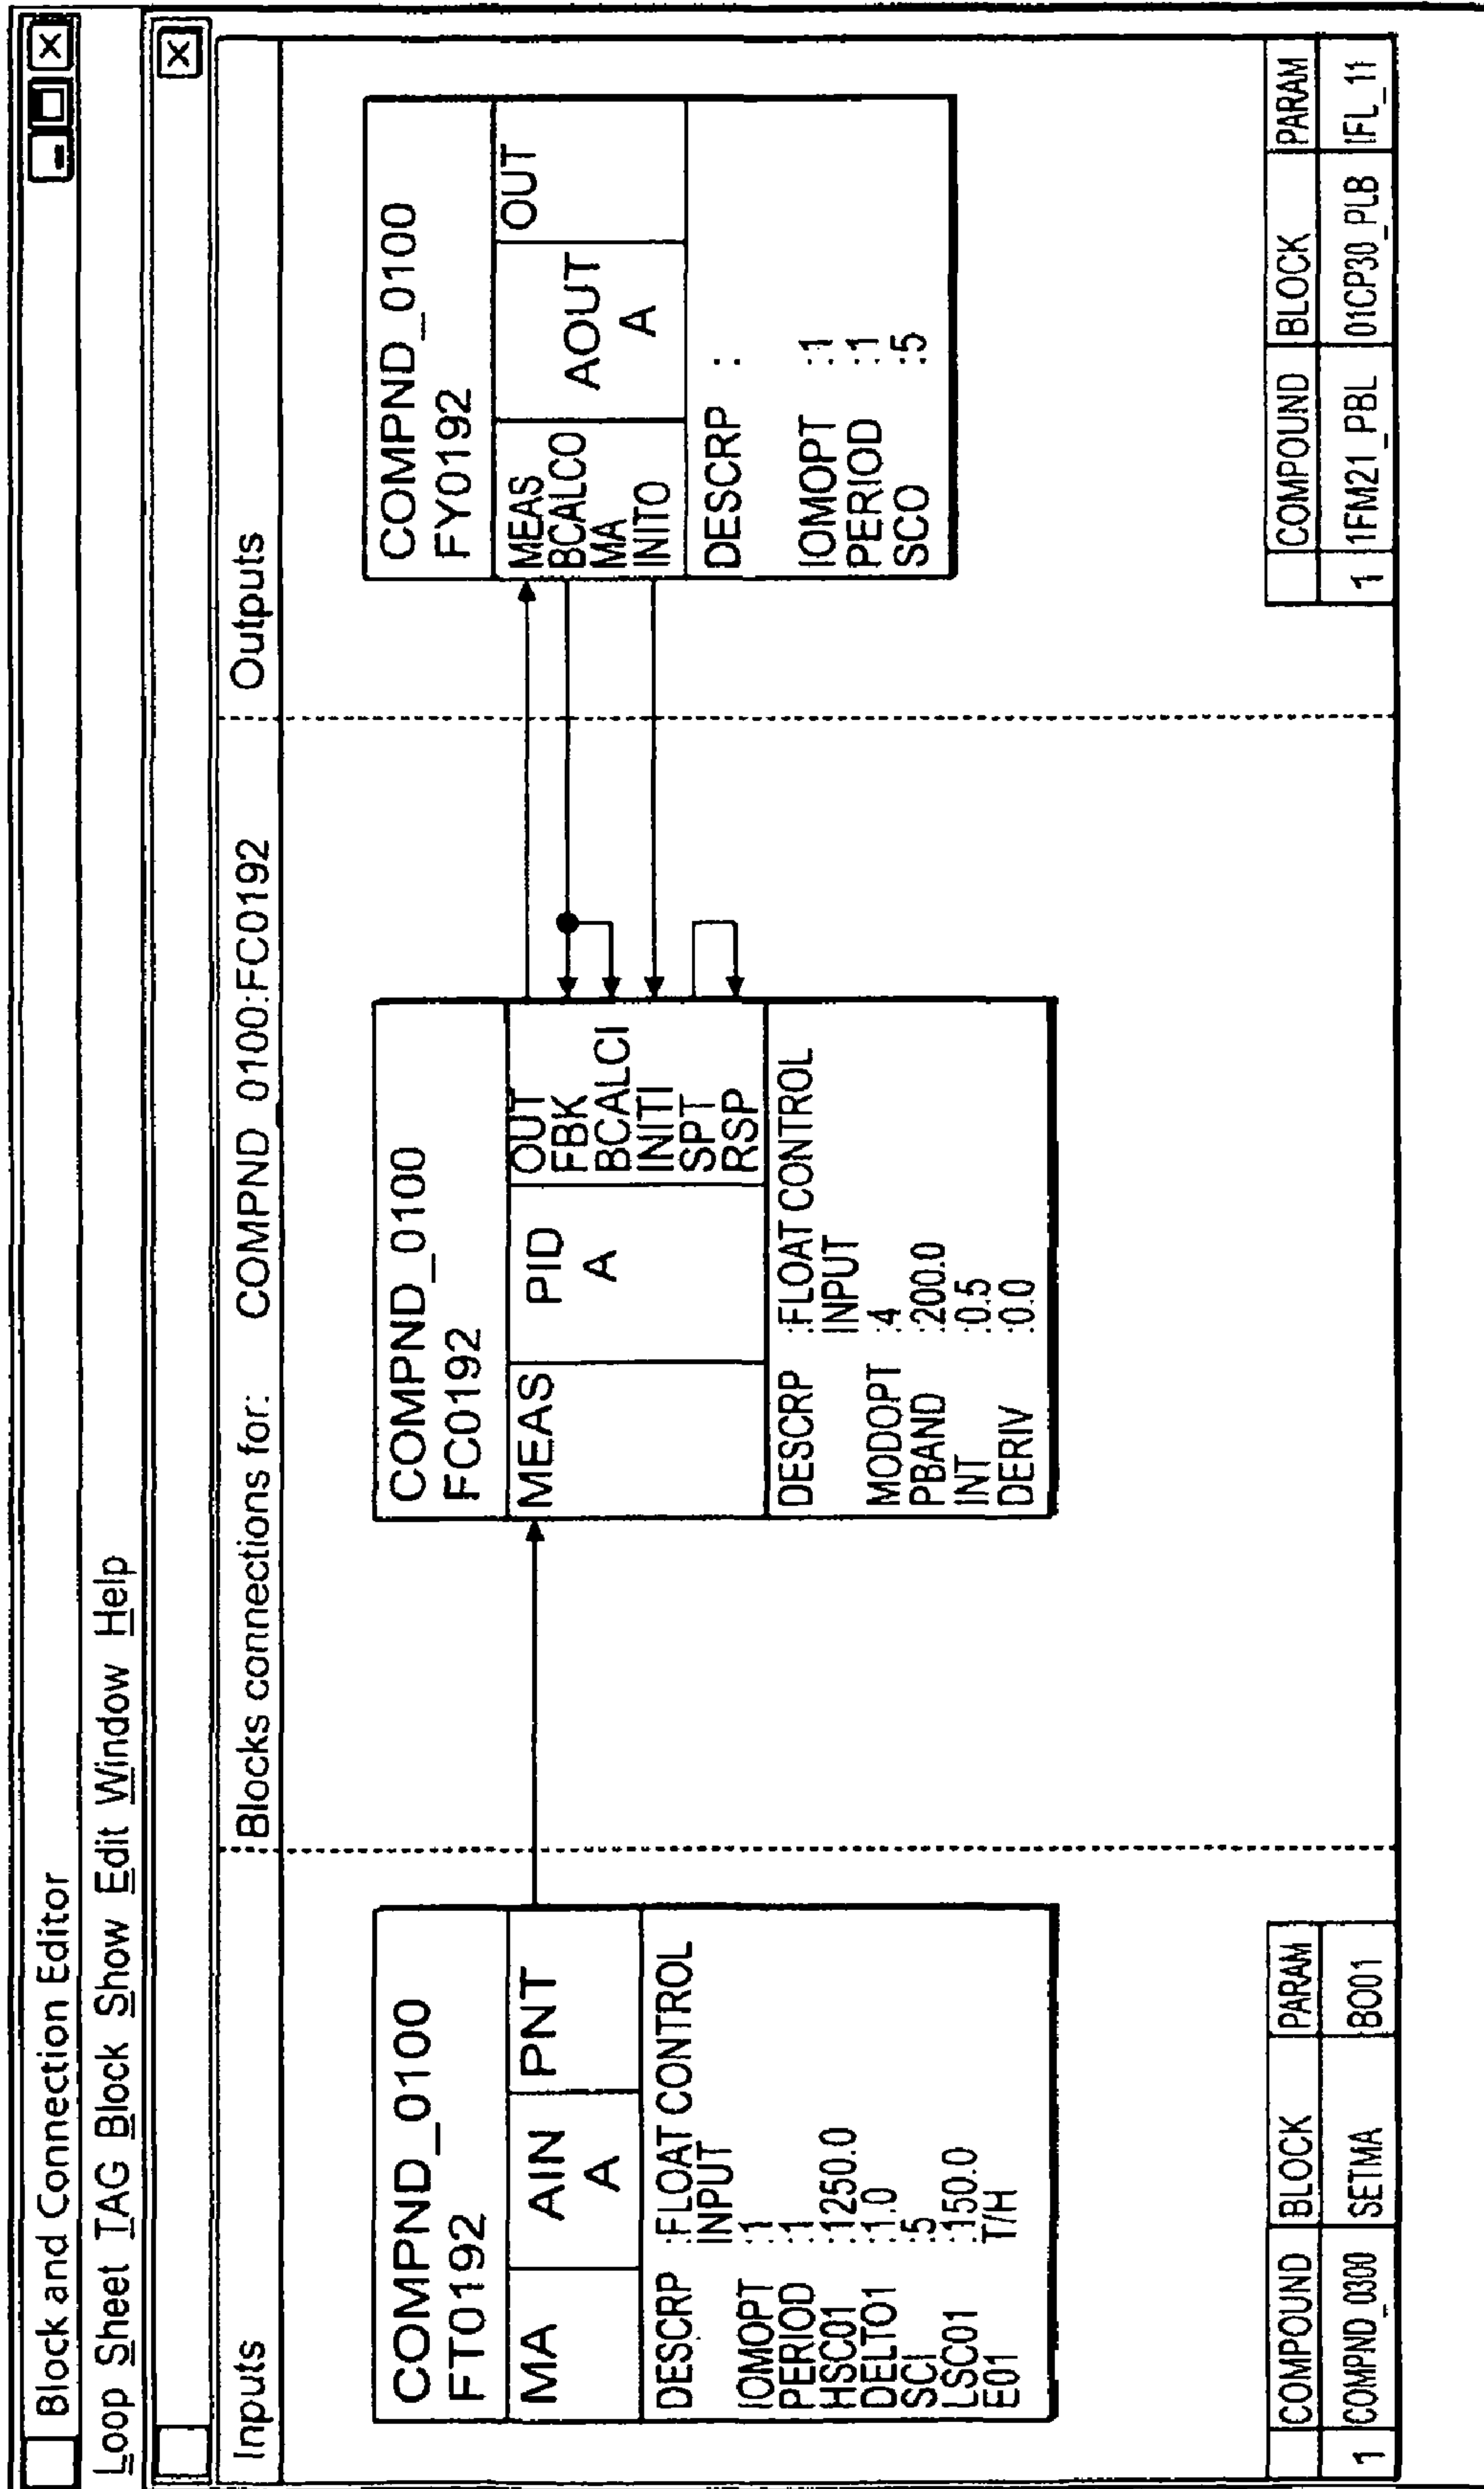 Block and Connection Editor
Loop Sheet TAG Block Show Edit Window Help
Inputs
Blocks connections for: COMPND_0100:FC0192
Outputs
COMPND_0100
FT0192
MA
AIN
A
PNT
DESCRP :FLOAT CONTROL
INPUT
IOMOPT :1
PERIOD :1
HSC01 :1250.0
DELTO1 :1.0
SCI :5
LSC01 :150.0
E01 T/H
COMPND_0100
FC0192
MEAS
PID
A
OUT
FBK
BCALCI
INITI
SPT
RSP
DESCRP :FLOAT CONTROL
INPUT
MODOPT :4
PBAND :200.0
INT :0.5
DERIV :0.0
COMPND_0100
FY0192
MEAS
BCALCO
MA
INITO
AOUT
A
OUT
DESCRP :
IOMOPT :1
PERIOD :1
SCO :5
COMPOUND BLOCK PARAM
1 COMPND_0300 SETMA BO01
COMPOUND BLOCK PARAM
1 1FM21_PBL 01CP30_PLB IFL_11